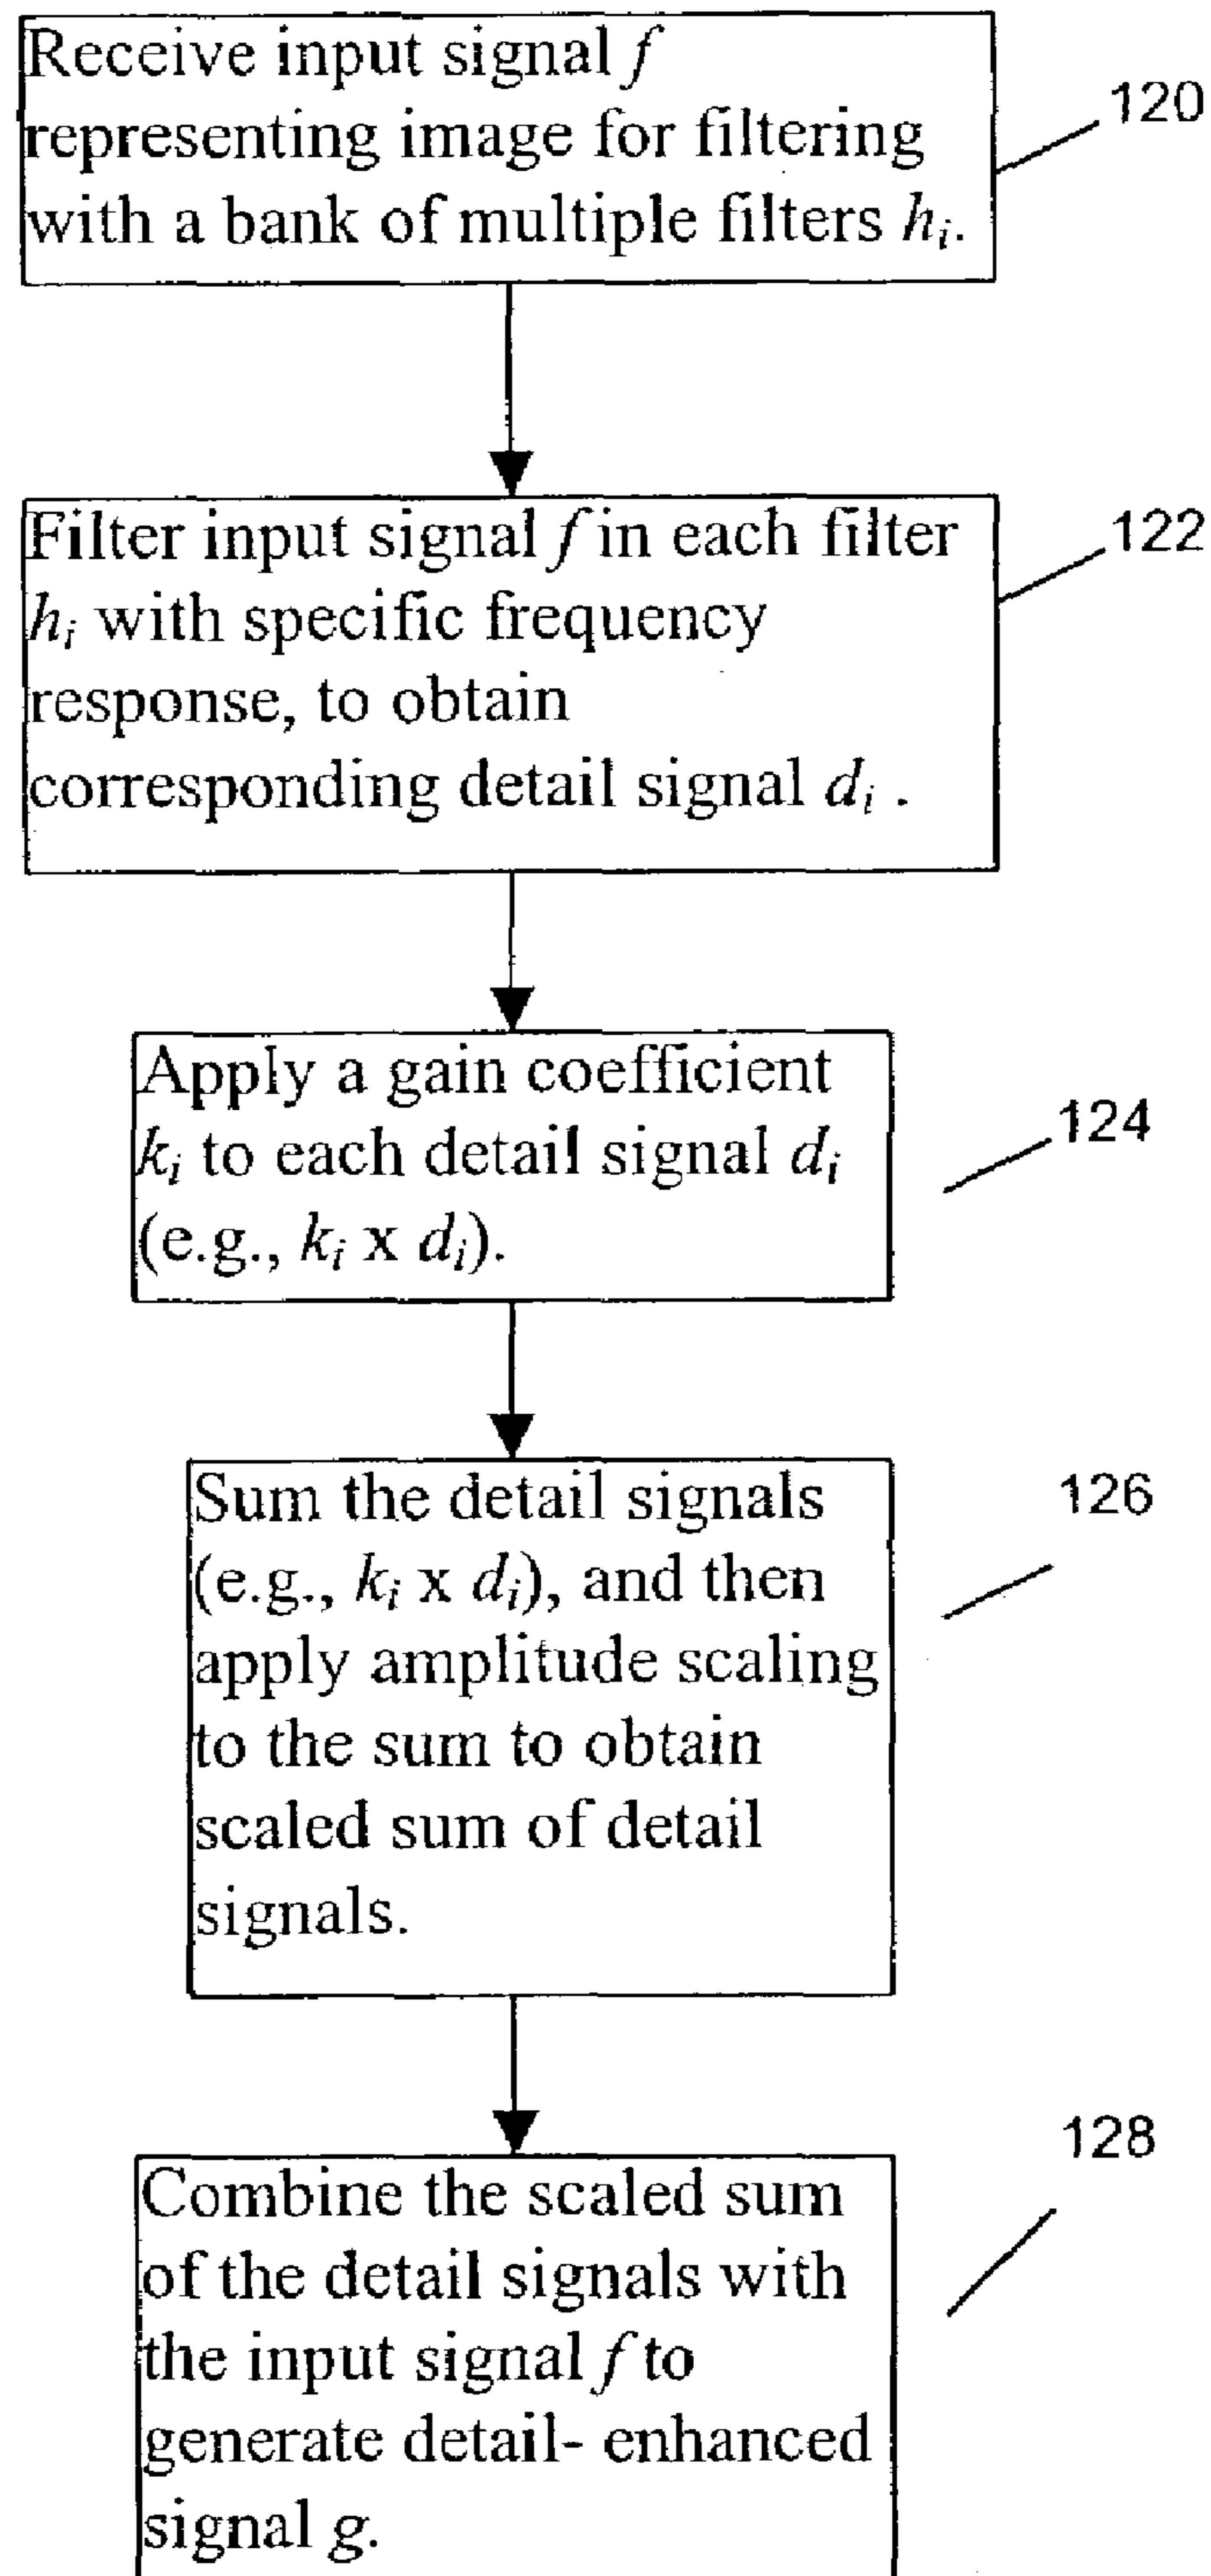 Receive input signal f
representing image for filtering
with a bank of multiple filters hᵢ.
120
Filter input signal f in each filter
hᵢ with specific frequency
response, to obtain
corresponding detail signal dᵢ .
122
Apply a gain coefficient
kᵢ to each detail signal dᵢ
(e.g., kᵢ x dᵢ).
124
Sum the detail signals
(e.g., kᵢ x dᵢ), and then
apply amplitude scaling
to the sum to obtain
scaled sum of detail
signals.
126
Combine the scaled sum
of the detail signals with
the input signal f to
generate detail- enhanced
signal g.
128